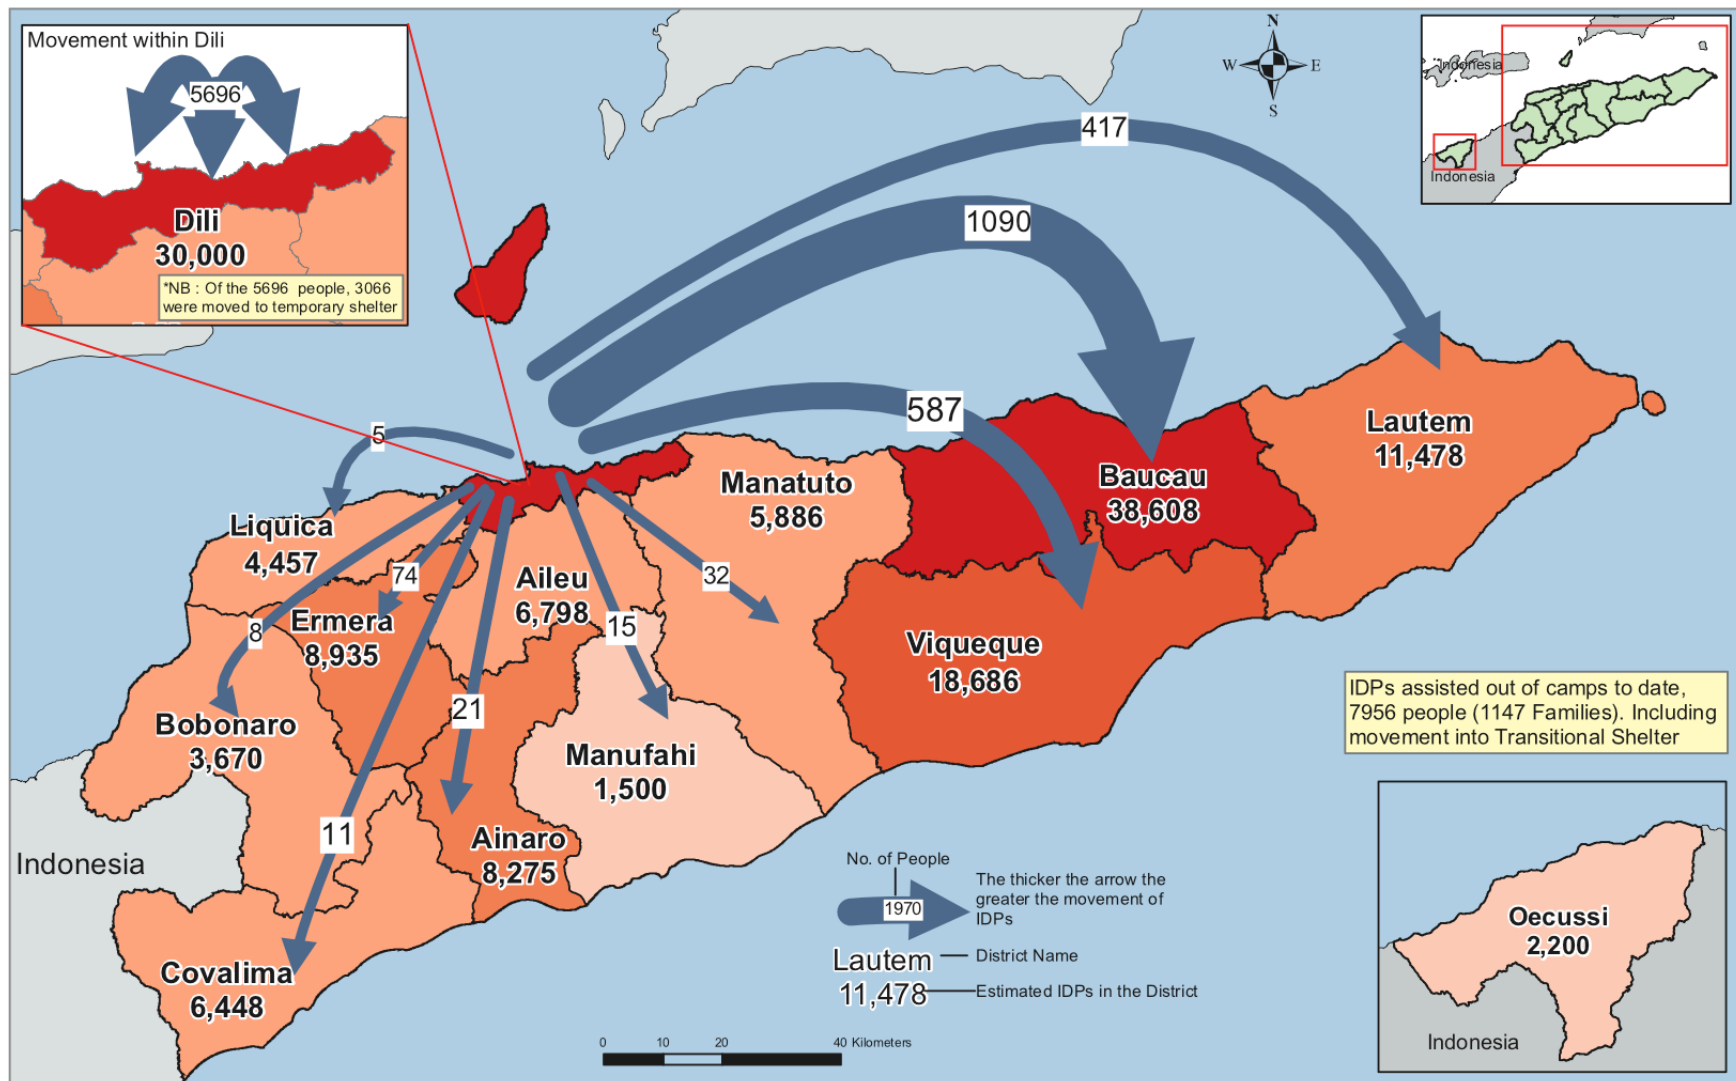 Movement within Dili
5696
Dili
30,000
*NB : Of the 5696 people, 3066
were moved to temporary shelter
N
W
E
S
Indonesia
Indonesia
417
1090
587
5
Lautem
11,478
Baucau
38,608
Manatuto
5,886
Liquica
4,457
74
Aileu
6,798
32
15
8
Ermera
8,935
Viqueque
18,686
21
Bobonaro
3,670
Manufahi
1,500
IDPs assisted out of camps to date,
7956 people (1147 Families). Including
movement into Transitional Shelter
11
Indonesia
Ainaro
8,275
Covalima
6,448
No. of People
1970
The thicker the arrow the
greater the movement of
IDPs
Lautem
District Name
11,478
Estimated IDPs in the District
0 10 20 40 Kilometers
Oecussi
2,200
Indonesia